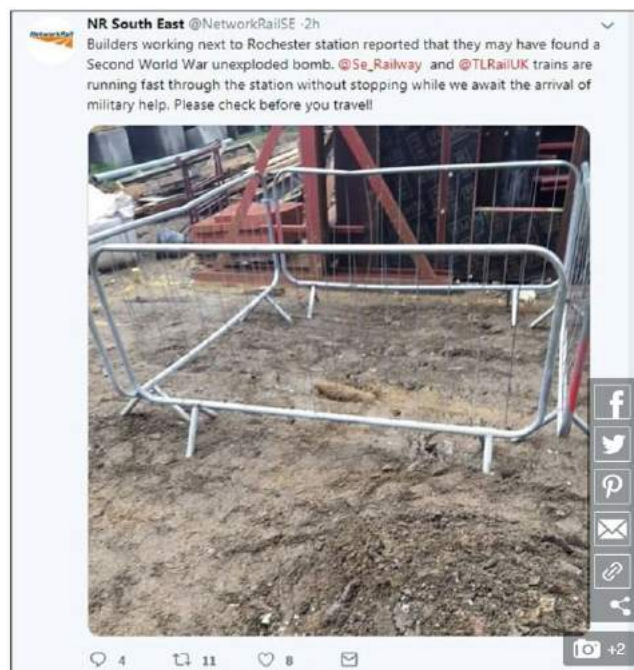 NR South East @NetworkRailSE · 2h
NetworkRail
Builders working next to Rochester station reported that they may have found a
Second World War unexploded bomb. @Se_Railway and @TLRailUK trains are
running fast through the station without stopping while we await the arrival of
military help. Please check before you travel!
4 11 8
+2